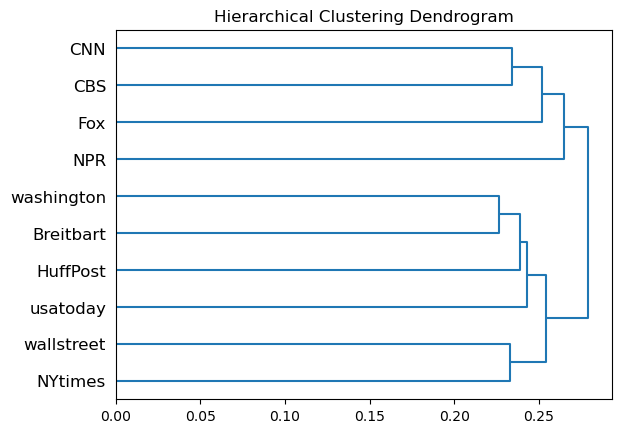 Hierarchical Clustering Dendrogram
CNN
CBS
Fox
NPR
washington
Breitbart
HuffPost
usatoday
wallstreet
NYtimes
0.00 0.05 0.10 0.15 0.20 0.25